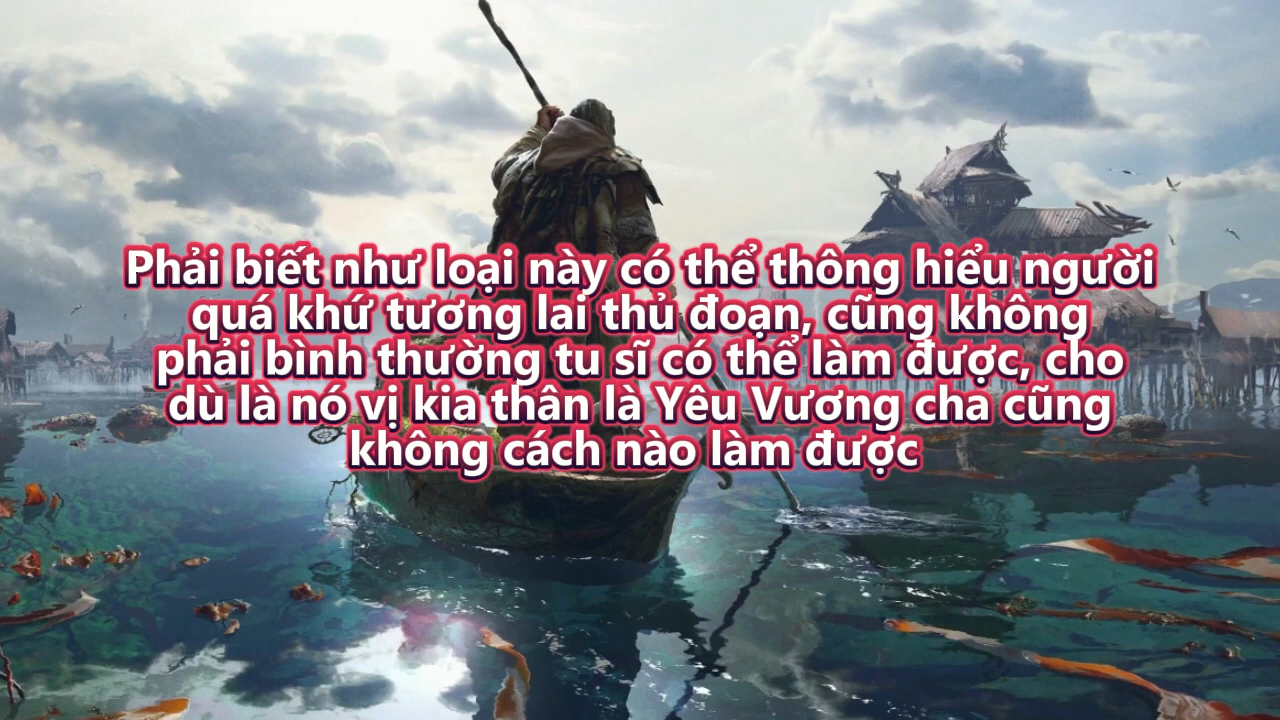 Phải biết như loại này có thể thông hiểu người
quá khứ tương lai thủ đoạn, cũng không
phải bình thường tu sĩ có thể làm được, cho
dù là nó vị kia thân là Yêu Vương cha cũng
không cách nào làm được